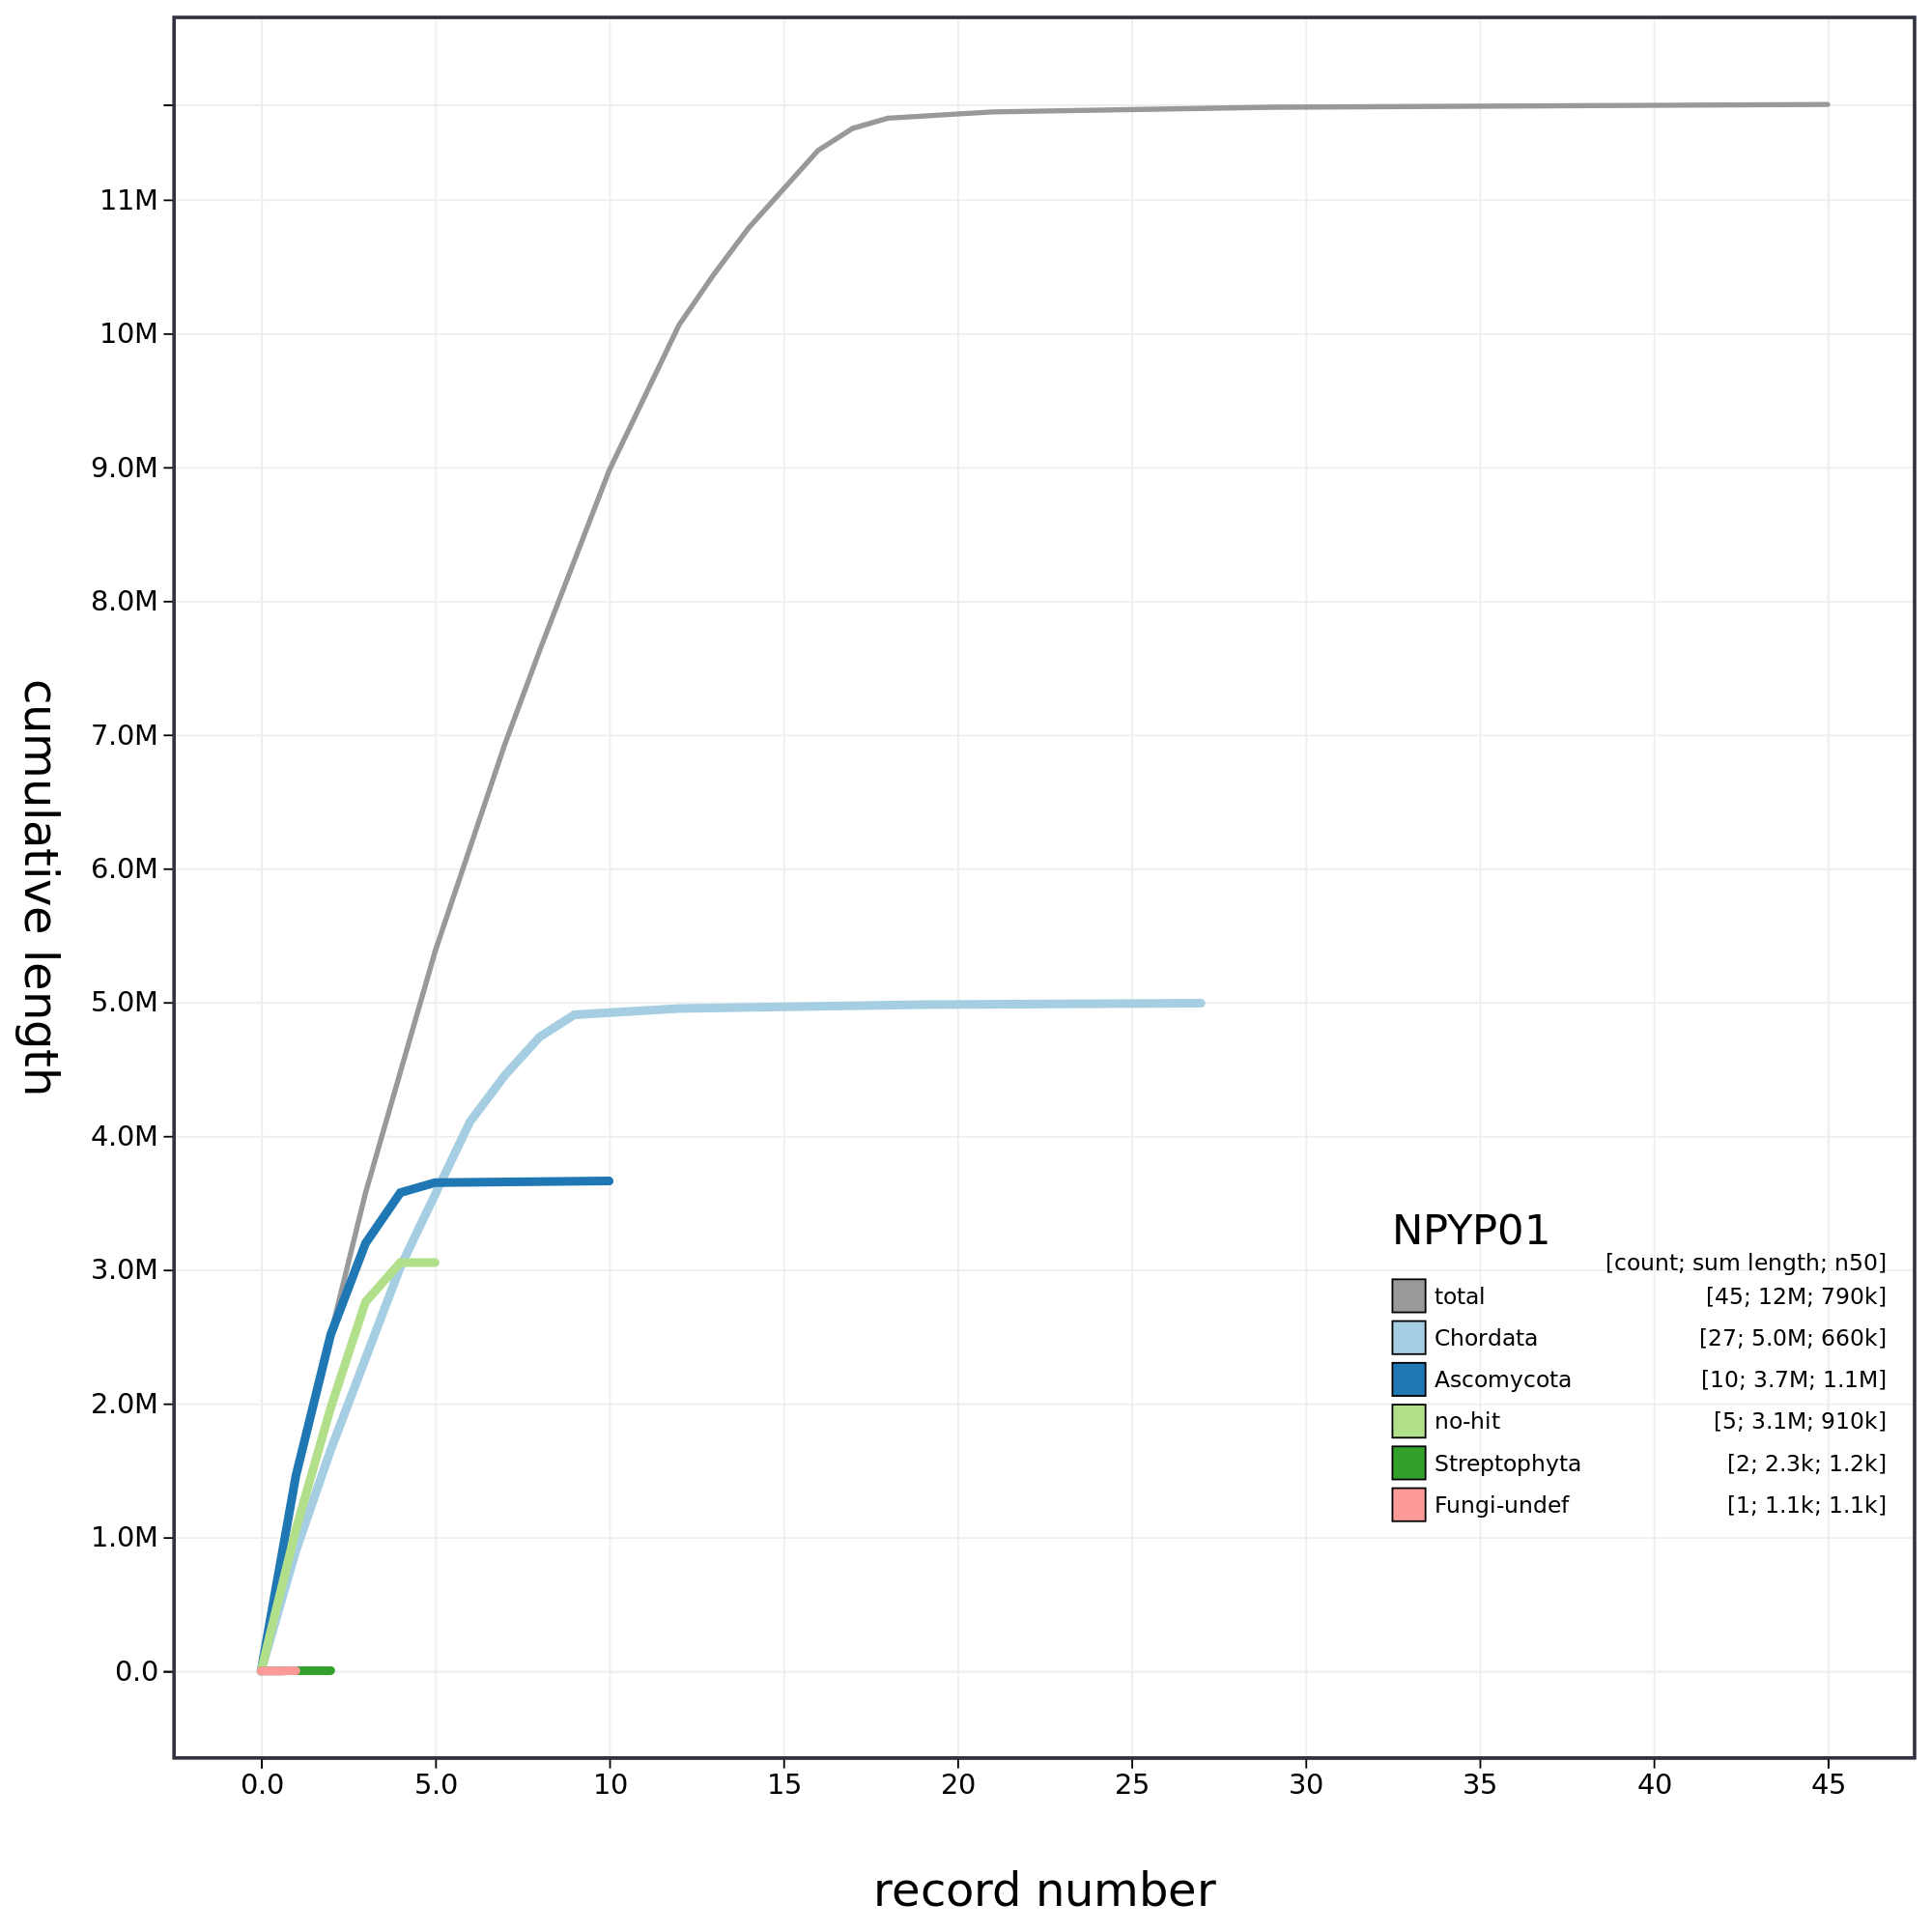 cumulative length
11M
10M
9.0M
8.0M
7.0M
6.0M
5.0M
4.0M
3.0M
2.0M
1.0M
0.0
NPYP01
[count; sum length; n50]
total [45; 12M; 790k]
Chordata [27; 5.0M; 660k]
Ascomycota [10; 3.7M; 1.1M]
no-hit [5; 3.1M; 910k]
Streptophyta [2; 2.3k; 1.2k]
Fungi-undef [1; 1.1k; 1.1k]
0.0 5.0 10 15 20 25 30 35 40 45
record number